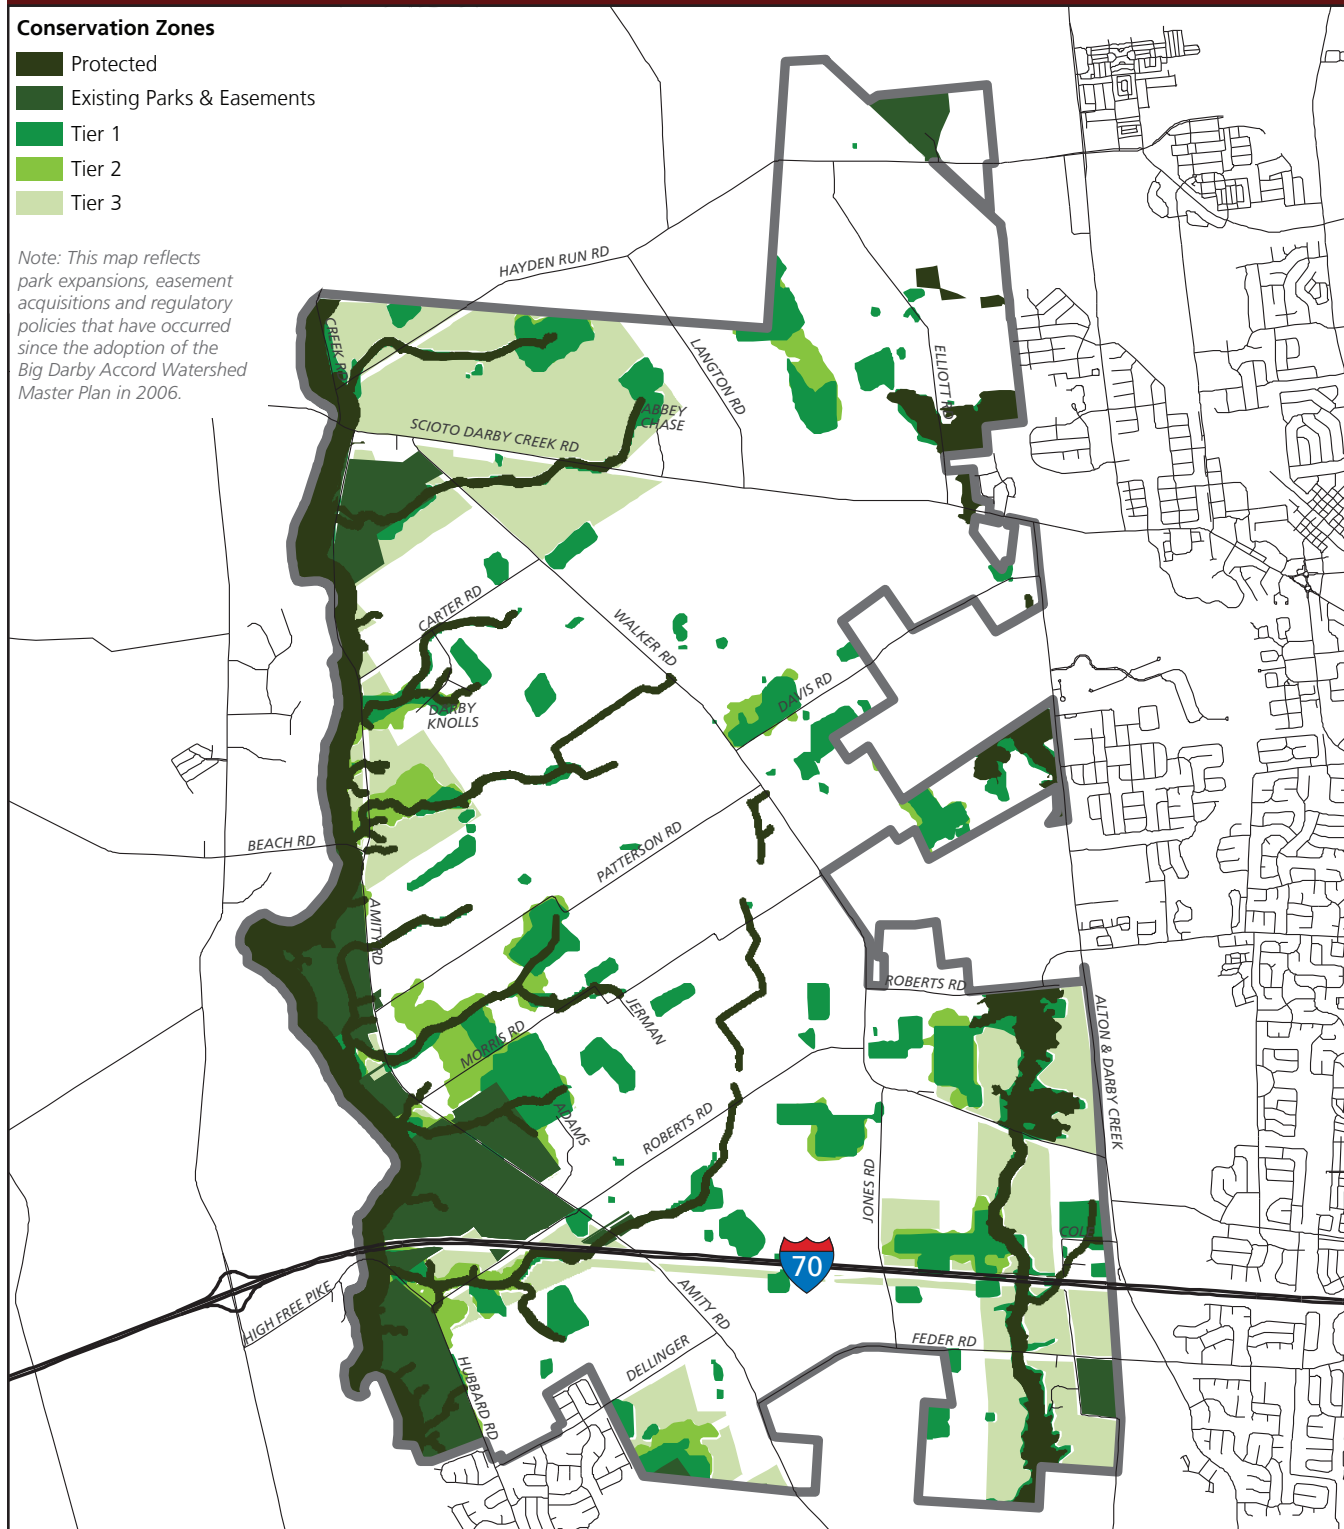 Conservation Zones
Protected
Existing Parks & Easements
Tier 1
Tier 2
Tier 3
Note: This map reflects
park expansions, easement
acquisitions and regulatory
policies that have occurred
since the adoption of the
Big Darby Accord Watershed
Master Plan in 2006.
HAYDEN RUN RD
CREEK RD
LANGTON RD
ELLIOTT RD
ABBEY
CHASE
SCIOTO DARBY CREEK RD
CARTER RD
WALKER RD
DARBY
KNOLLS
DAVIS RD
BEACH RD
PATTERSON RD
AMITY RD
ROBERTS RD
JERMAN
MORRIS RD
ALTON & DARBY CREEK
ADAMS
ROBERTS RD
JONES RD
70
HIGH FREE PIKE
AMITY RD
FEDER RD
DELLINGER
HUBBARD RD